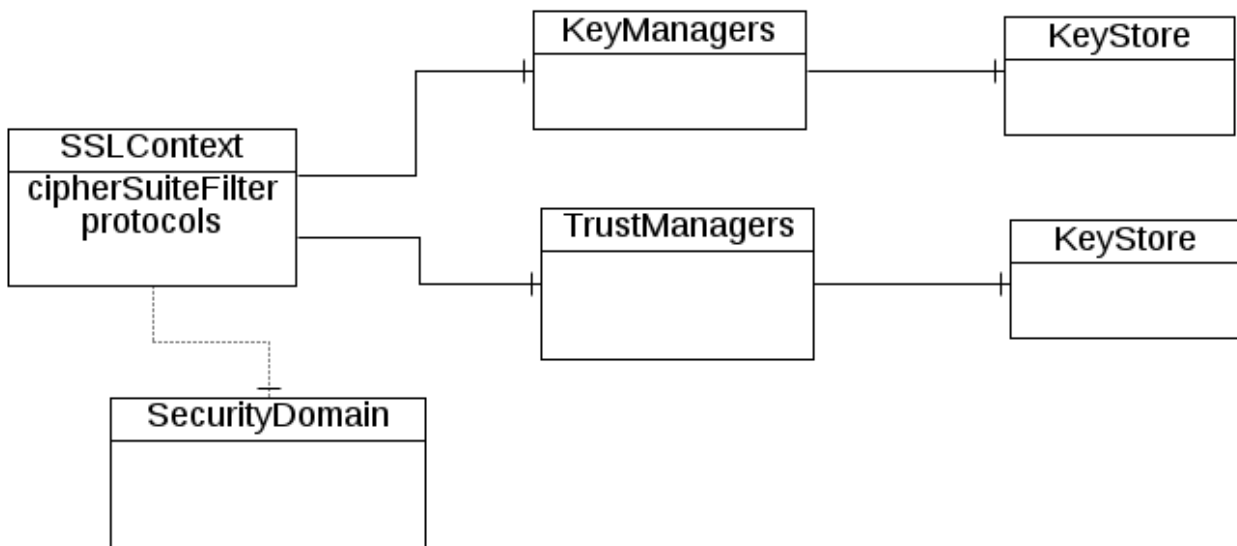 KeyManagers
KeyStore
SSLContext
cipherSuiteFilter
protocols
TrustManagers
KeyStore
SecurityDomain